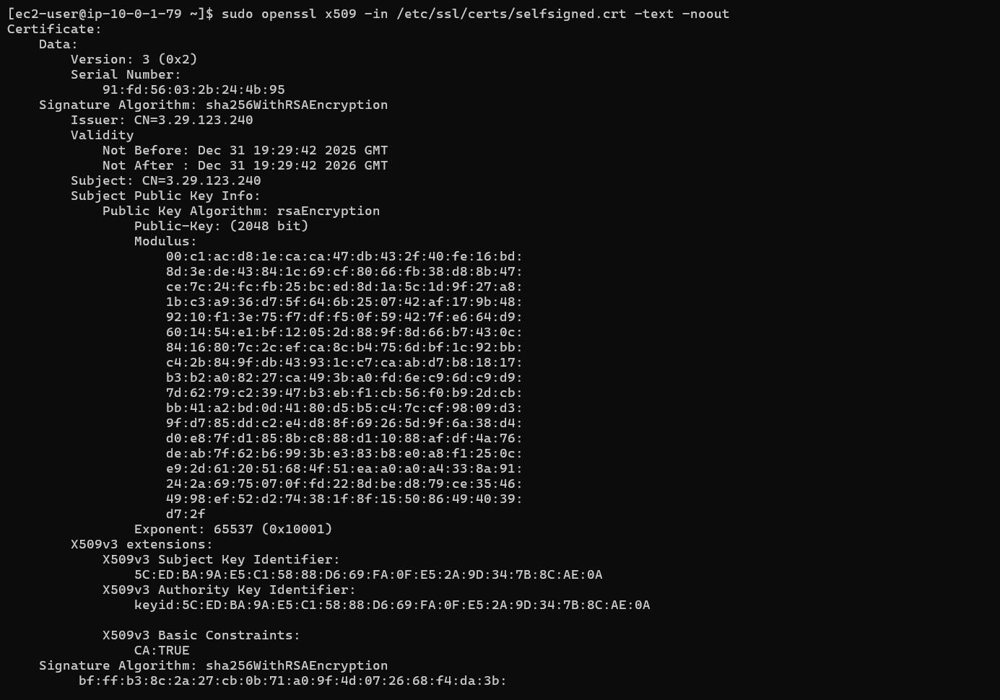 [ec2-user@ip-10-0-1-79 ~]$ sudo openssl x509 -in /etc/ssl/certs/selfsigned.crt -text -noout
Certificate:
    Data:
        Version: 3 (0x2)
        Serial Number:
            91:fd:56:03:2b:24:4b:95
    Signature Algorithm: sha256WithRSAEncryption
        Issuer: CN=3.29.123.240
        Validity
            Not Before: Dec 31 19:29:42 2025 GMT
            Not After : Dec 31 19:29:42 2026 GMT
        Subject: CN=3.29.123.240
        Subject Public Key Info:
            Public Key Algorithm: rsaEncryption
                Public-Key: (2048 bit)
                Modulus:
                    00:c1:ac:d8:1e:ca:ca:47:db:43:2f:40:fe:16:bd:
                    8d:3e:de:43:84:1c:69:cf:80:66:fb:38:d8:8b:47:
                    ce:7c:24:fc:fb:25:bc:ed:8d:1a:5c:1d:9f:27:a8:
                    1b:c3:a9:36:d7:5f:64:6b:25:07:42:af:17:9b:48:
                    92:10:f1:3e:75:f7:df:f5:0f:59:42:7f:e6:64:d9:
                    60:14:54:e1:bf:12:05:2d:88:9f:8d:66:b7:43:0c:
                    84:16:80:7c:2c:ef:ca:8c:b4:75:6d:bf:1c:92:bb:
                    c4:2b:84:9f:db:43:93:1c:c7:ca:ab:d7:b8:18:17:
                    b3:b2:a0:82:27:ca:49:3b:a0:fd:6e:c9:6d:c9:d9:
                    7d:62:79:c2:39:47:b3:eb:f1:cb:56:f0:b9:2d:cb:
                    bb:41:a2:bd:0d:41:80:d5:b5:c4:7c:cf:98:09:d3:
                    9f:d7:85:dd:c2:e4:d8:8f:69:26:5d:9f:6a:38:d4:
                    d0:e8:7f:d1:85:8b:c8:88:d1:10:88:af:df:4a:76:
                    de:ab:7f:62:b6:99:3b:e3:83:b8:e0:a8:f1:25:0c:
                    e9:2d:61:20:51:68:4f:51:ea:a0:a0:a4:33:8a:91:
                    24:2a:69:75:07:0f:fd:22:8d:be:d8:79:ce:35:46:
                    49:98:ef:52:d2:74:38:1f:8f:15:50:86:49:40:39:
                    d7:2f
                Exponent: 65537 (0x10001)
        X509v3 extensions:
            X509v3 Subject Key Identifier:
                5C:ED:BA:9A:E5:C1:58:88:D6:69:FA:0F:E5:2A:9D:34:7B:8C:AE:0A
            X509v3 Authority Key Identifier:
                keyid:5C:ED:BA:9A:E5:C1:58:88:D6:69:FA:0F:E5:2A:9D:34:7B:8C:AE:0A

            X509v3 Basic Constraints:
                CA:TRUE
    Signature Algorithm: sha256WithRSAEncryption
         bf:ff:b3:8c:2a:27:cb:0b:71:a0:9f:4d:07:26:68:f4:da:3b: